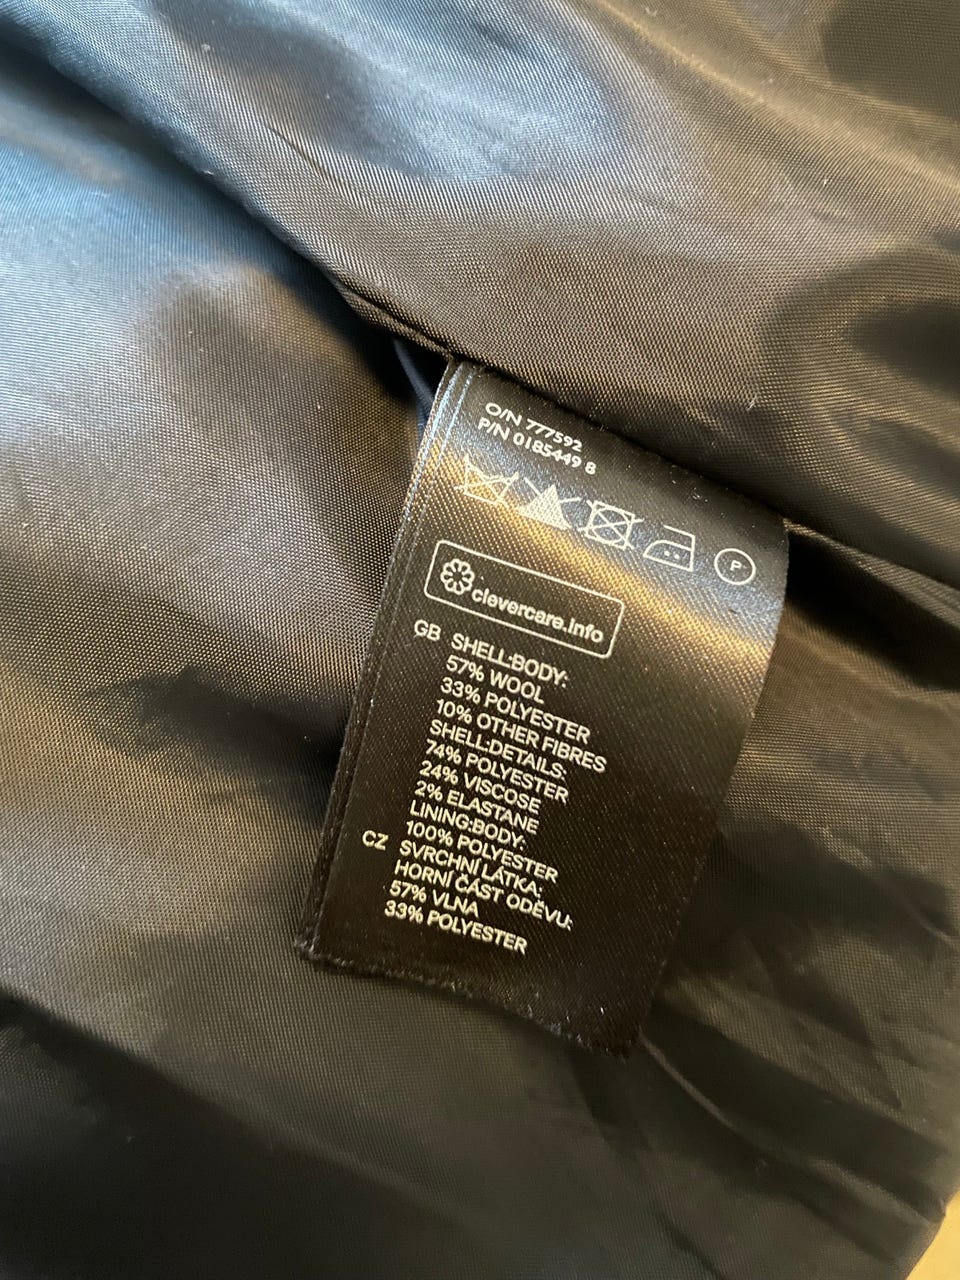 O/N 777592
P/N 0185449 8
P
clevercare.info
GB SHELL:BODY:
57% WOOL
33% POLYESTER
10% OTHER FIBRES
SHELL:DETAILS:
74% POLYESTER
24% VISCOSE
2% ELASTANE
LINING:BODY:
100% POLYESTER
CZ SVRCHNÍ LÁTKA:
HORNÍ ČÁST ODĚVU:
57% VLNA
33% POLYESTER